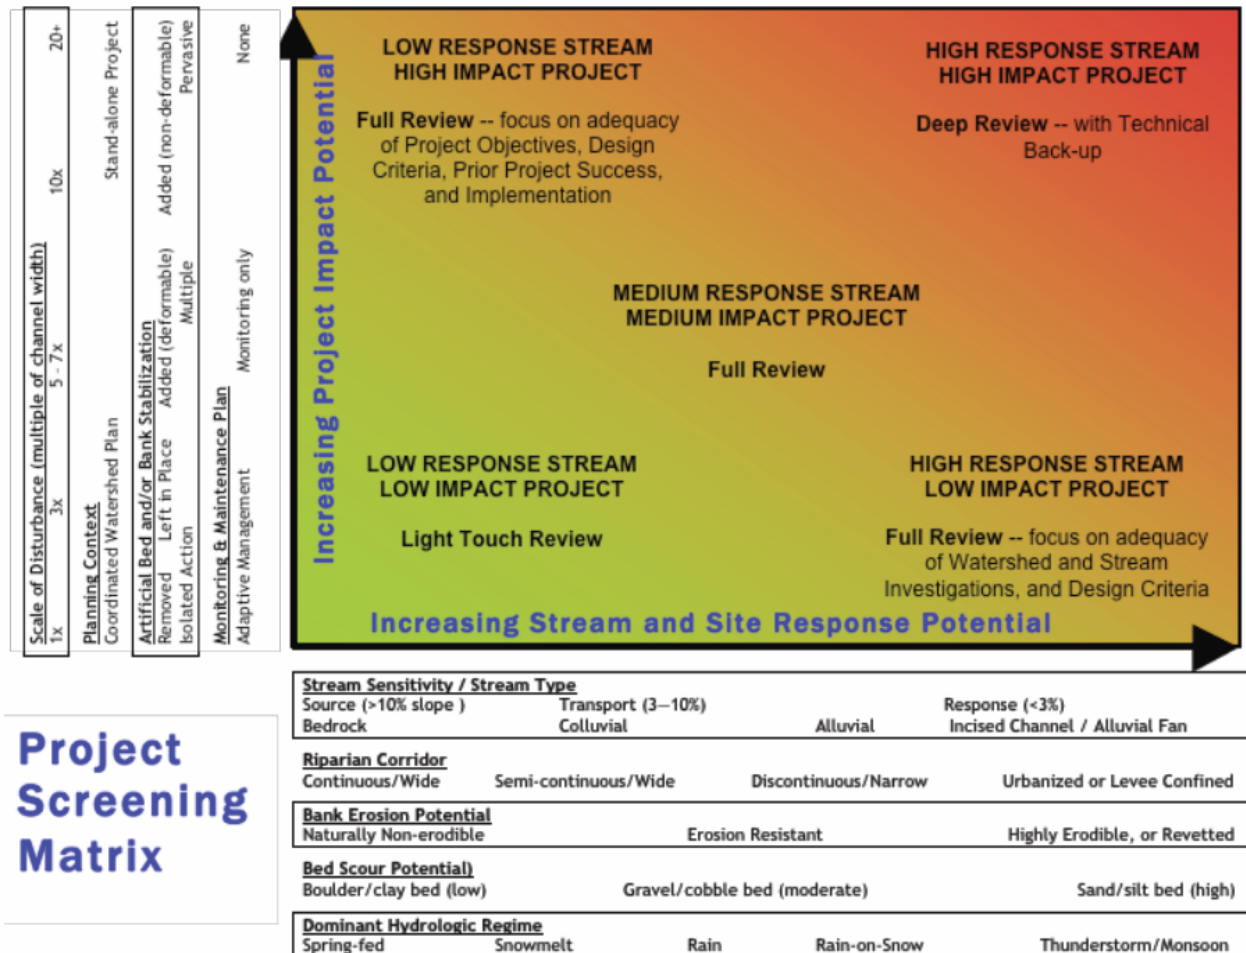 Scale of Disturbance (multiple of channel width)
1x 3x 5 - 7x 10x 20+
Planning Context
Coordinated Watershed Plan Stand-alone Project
Artificial Bed and/or Bank Stabilization
Removed Left in Place Added (deformable) Added (non-deformable)
Isolated Action Multiple Pervasive
Monitoring & Maintenance Plan
Adaptive Management Monitoring only None
Increasing Project Impact Potential
LOW RESPONSE STREAM
HIGH IMPACT PROJECT
Full Review -- focus on adequacy
of Project Objectives, Design
Criteria, Prior Project Success,
and Implementation
HIGH RESPONSE STREAM
HIGH IMPACT PROJECT
Deep Review -- with Technical
Back-up
MEDIUM RESPONSE STREAM
MEDIUM IMPACT PROJECT
Full Review
LOW RESPONSE STREAM
LOW IMPACT PROJECT
Light Touch Review
HIGH RESPONSE STREAM
LOW IMPACT PROJECT
Full Review -- focus on adequacy
of Watershed and Stream
Investigations, and Design Criteria
Increasing Stream and Site Response Potential
Project
Screening
Matrix
Stream Sensitivity / Stream Type
Source (>10% slope ) Transport (3—10%) Response (<3%)
Bedrock Colluvial Alluvial Incised Channel / Alluvial Fan
Riparian Corridor
Continuous/Wide Semi-continuous/Wide Discontinuous/Narrow Urbanized or Levee Confined
Bank Erosion Potential
Naturally Non-erodible Erosion Resistant Highly Erodible, or Revetted
Bed Scour Potential)
Boulder/clay bed (low) Gravel/cobble bed (moderate) Sand/silt bed (high)
Dominant Hydrologic Regime
Spring-fed Snowmelt Rain Rain-on-Snow Thunderstorm/Monsoon